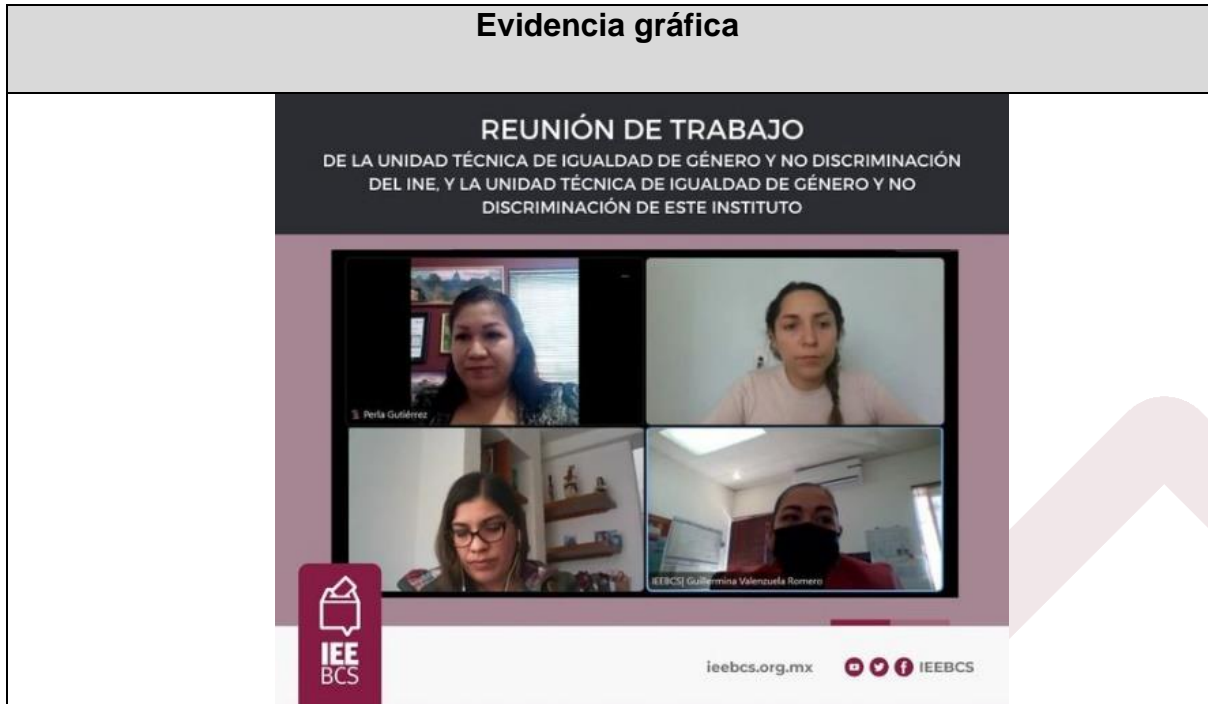 Evidencia gráfica
REUNIÓN DE TRABAJO
DE LA UNIDAD TÉCNICA DE IGUALDAD DE GÉNERO Y NO DISCRIMINACIÓN
DEL INE, Y LA UNIDAD TÉCNICA DE IGUALDAD DE GÉNERO Y NO
DISCRIMINACIÓN DE ESTE INSTITUTO
Perla Gutiérrez
IEEBCS| Guillermina Valenzuela Romero
IEE
BCS
ieebcs.org.mx
IEEBCS